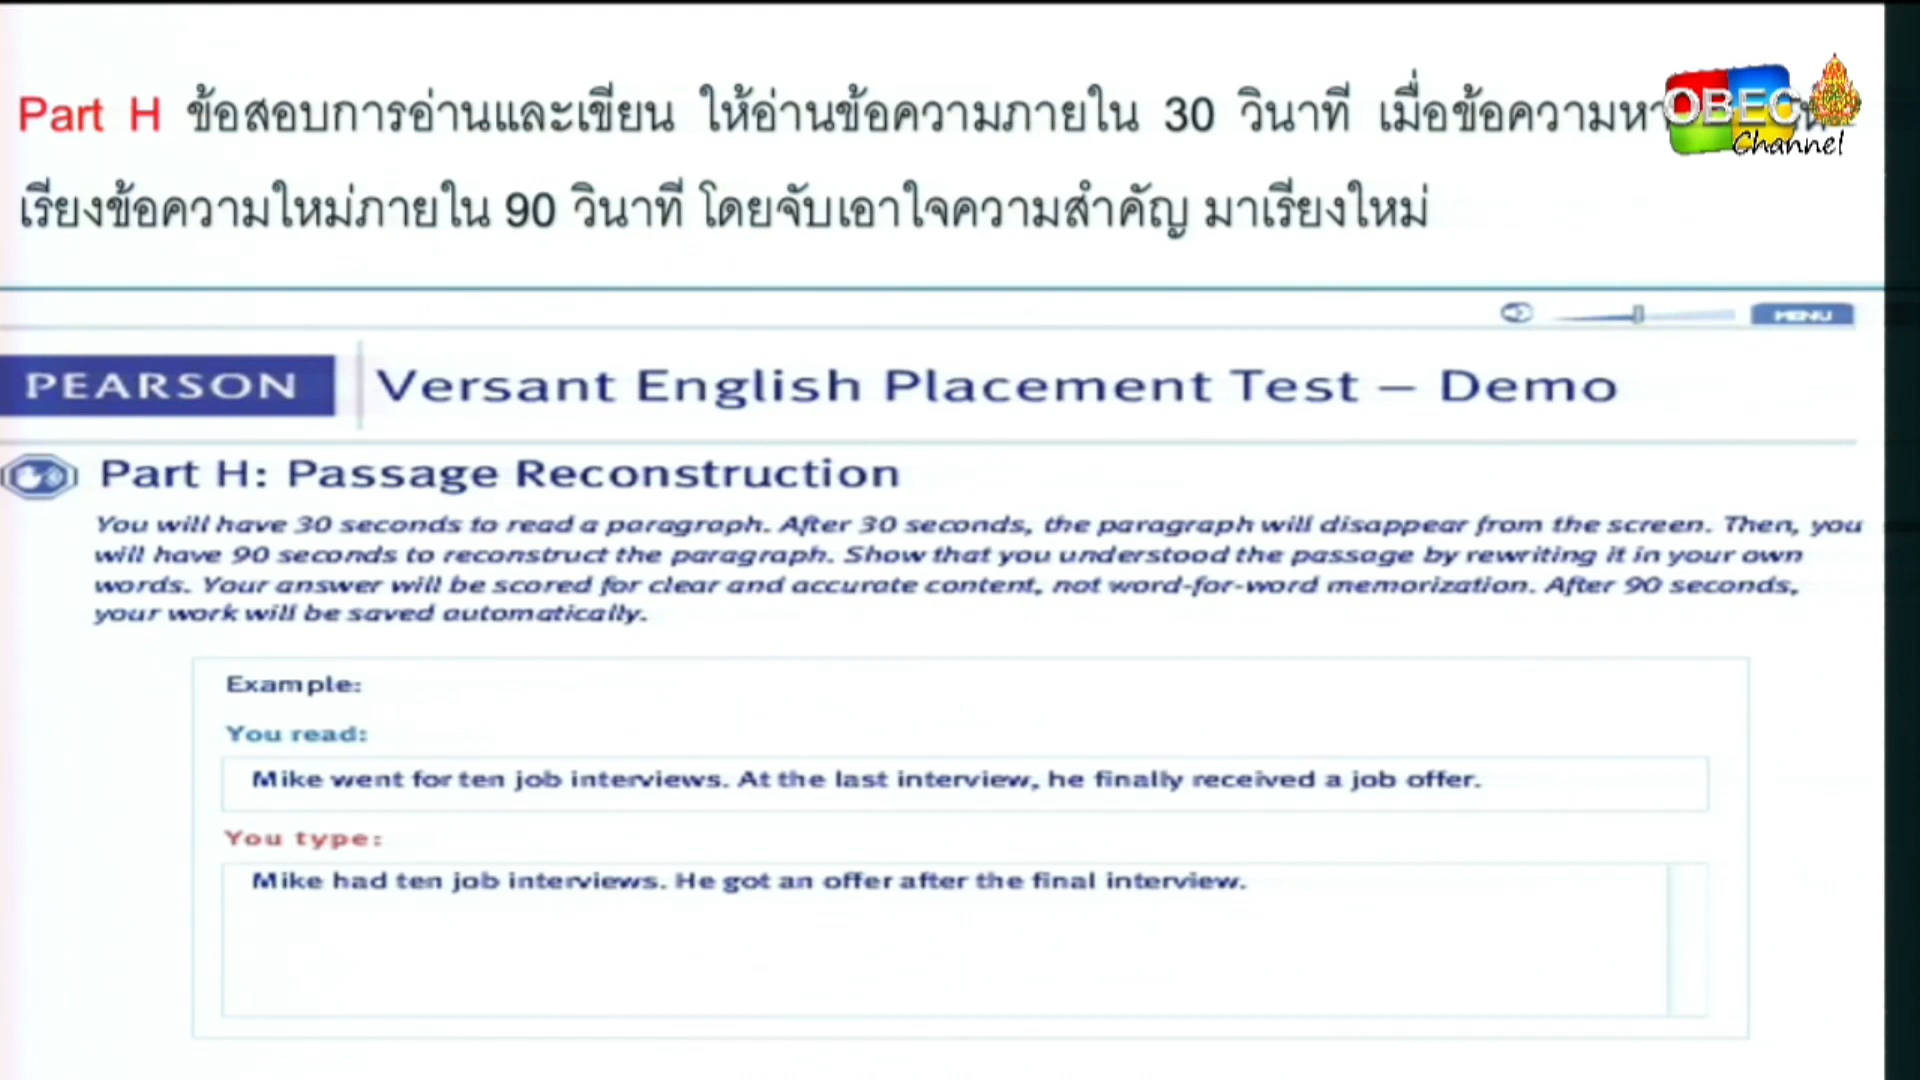 Part H ข้อสอบการอ่านและเขียน ให้อ่านข้อความภายใน 30 วินาที เมื่อข้อความ
เรียงข้อความใหม่ภายใน 90 วินาที โดยจับเอาใจความสำคัญ มาเรียงใหม่
OBEC
Channel
MENU
PEARSON Versant English Placement Test – Demo
Part H: Passage Reconstruction
You will have 30 seconds to read a paragraph. After 30 seconds, the paragraph will disappear from the screen. Then, you
will have 90 seconds to reconstruct the paragraph. Show that you understood the passage by rewriting it in your own
words. Your answer will be scored for clear and accurate content, not word-for-word memorization. After 90 seconds,
your work will be saved automatically.
Example:
You read:
Mike went for ten job interviews. At the last interview, he finally received a job offer.
You type:
Mike had ten job interviews. He got an offer after the final interview.